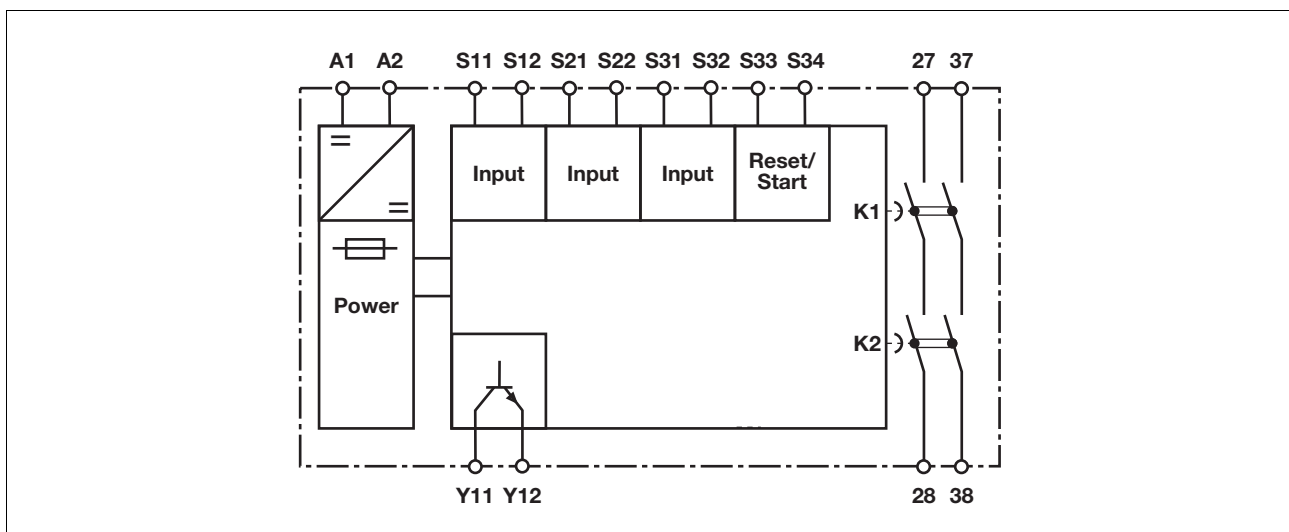 A1 A2 S11 S12 S21 S22 S31 S32 S33 S34 27 37
Input Input Input Reset/
Start
K1
Power
K2
Y11 Y12 28 38